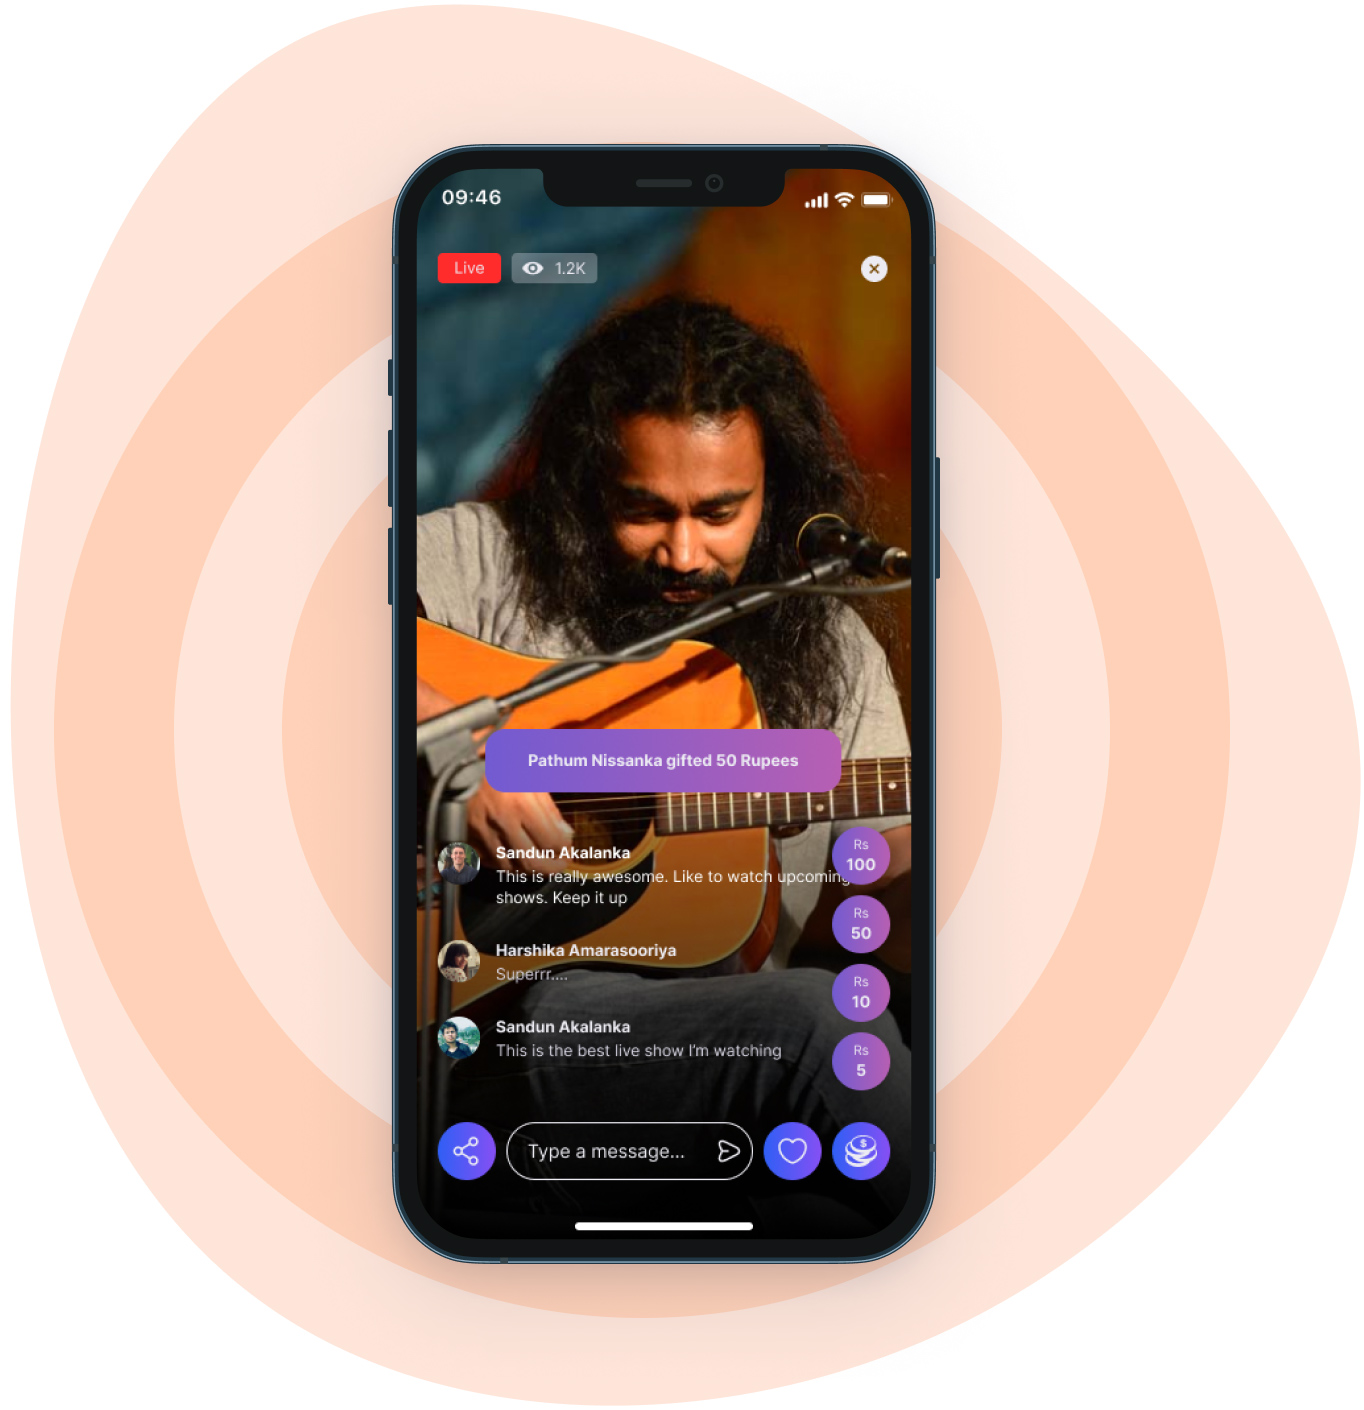 09:46
Live
1.2K
Pathum Nissanka gifted 50 Rupees
Sandun Akalanka
This is really awesome. Like to watch upcoming
shows. Keep it up
Harshika Amarasooriya
Superrr....
Sandun Akalanka
This is the best live show I'm watching
Rs
100
Rs
50
Rs
10
Rs
5
Type a message...
$